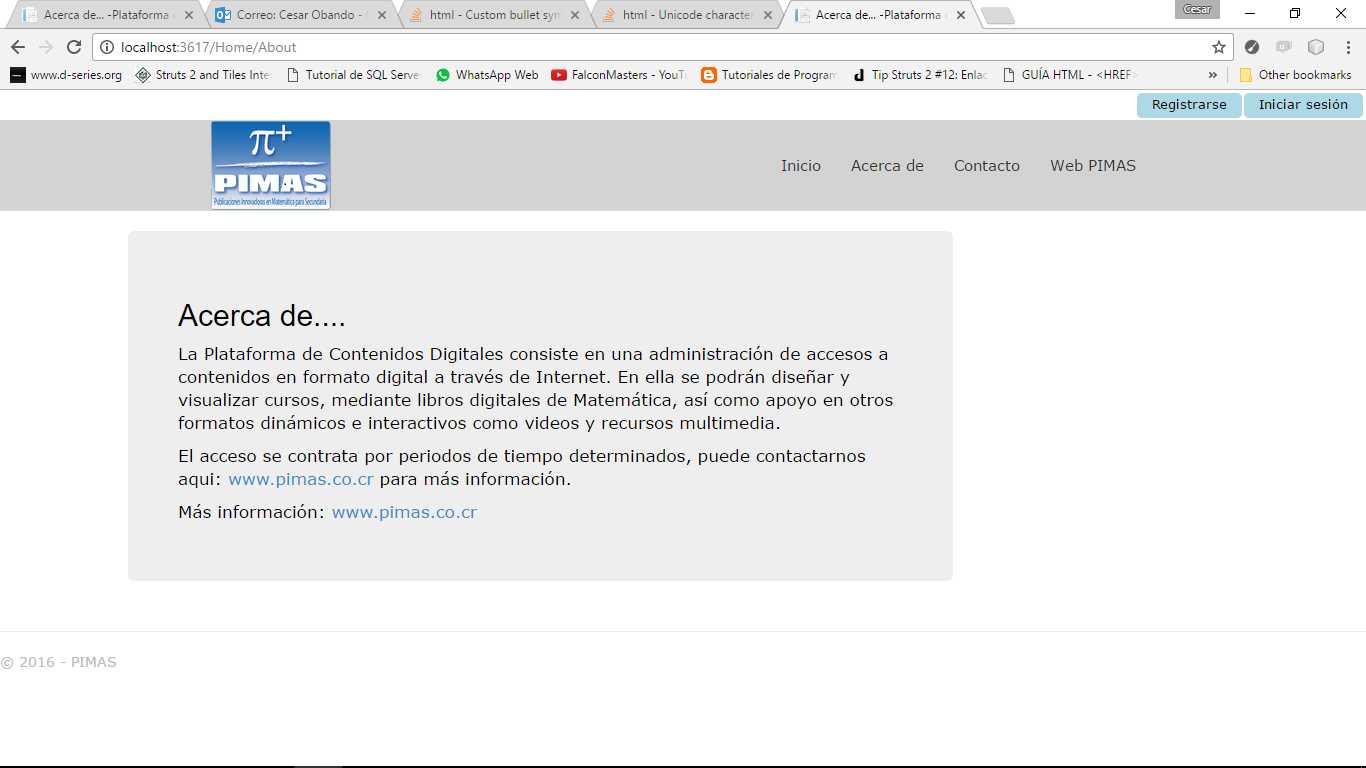 Acerca de... -Plataforma c
Correo: Cesar Obando -
html - Custom bullet sym
html - Unicode character
Acerca de... -Plataforma c
Cesar
localhost:3617/Home/About
www.d-series.org
Struts 2 and Tiles Inte
Tutorial de SQL Server
WhatsApp Web
FalconMasters - YouTu
Tutoriales de Program
Tip Struts 2 #12: Enlac
GUÍA HTML - <HREF>
»
Other bookmarks
Registrarse
Iniciar sesión
π+
PIMAS
Publicaciones Innovadoras en Matemática para Secundaria
Inicio
Acerca de
Contacto
Web PIMAS
Acerca de....
La Plataforma de Contenidos Digitales consiste en una administración de accesos a
contenidos en formato digital a través de Internet. En ella se podrán diseñar y
visualizar cursos, mediante libros digitales de Matemática, así como apoyo en otros
formatos dinámicos e interactivos como videos y recursos multimedia.
El acceso se contrata por periodos de tiempo determinados, puede contactarnos
aqui: www.pimas.co.cr para más información.
Más información: www.pimas.co.cr
© 2016 - PIMAS